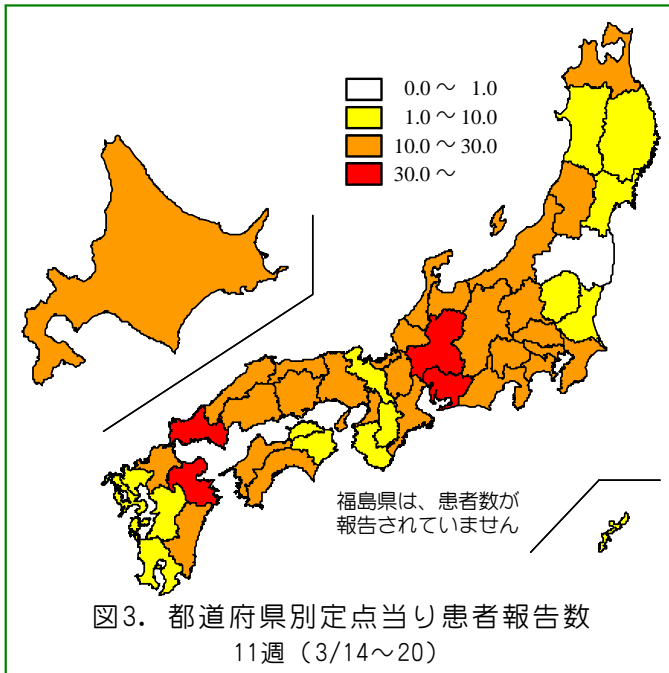 0.0～ 1.0
1.0～ 10.0
10.0～ 30.0
30.0～
福島県は、患者数が
報告されていません
図3. 都道府県別定点当り患者報告数
11週（3/14～20）